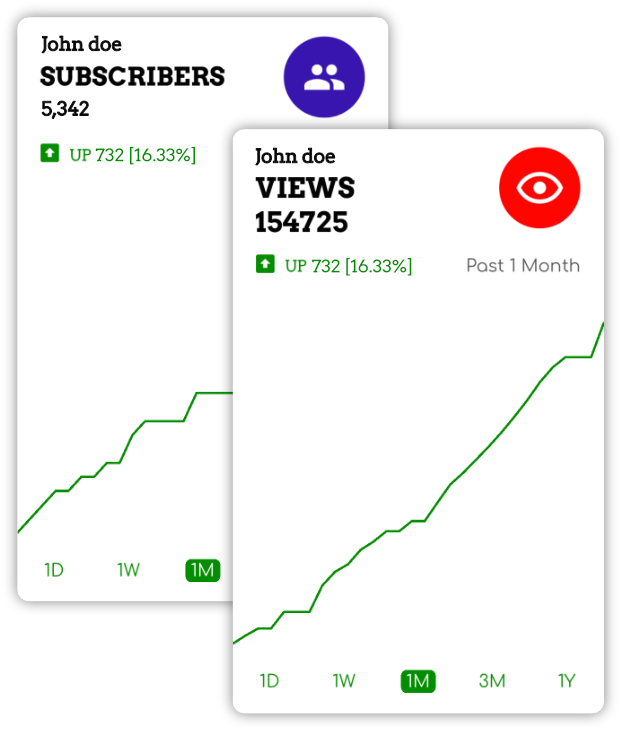 John doe
SUBSCRIBERS
5,342
UP 732 [16.33%]
1D 1W 1M
John doe
VIEWS
154725
UP 732 [16.33%] Past 1 Month
1D 1W 1M 3M 1Y